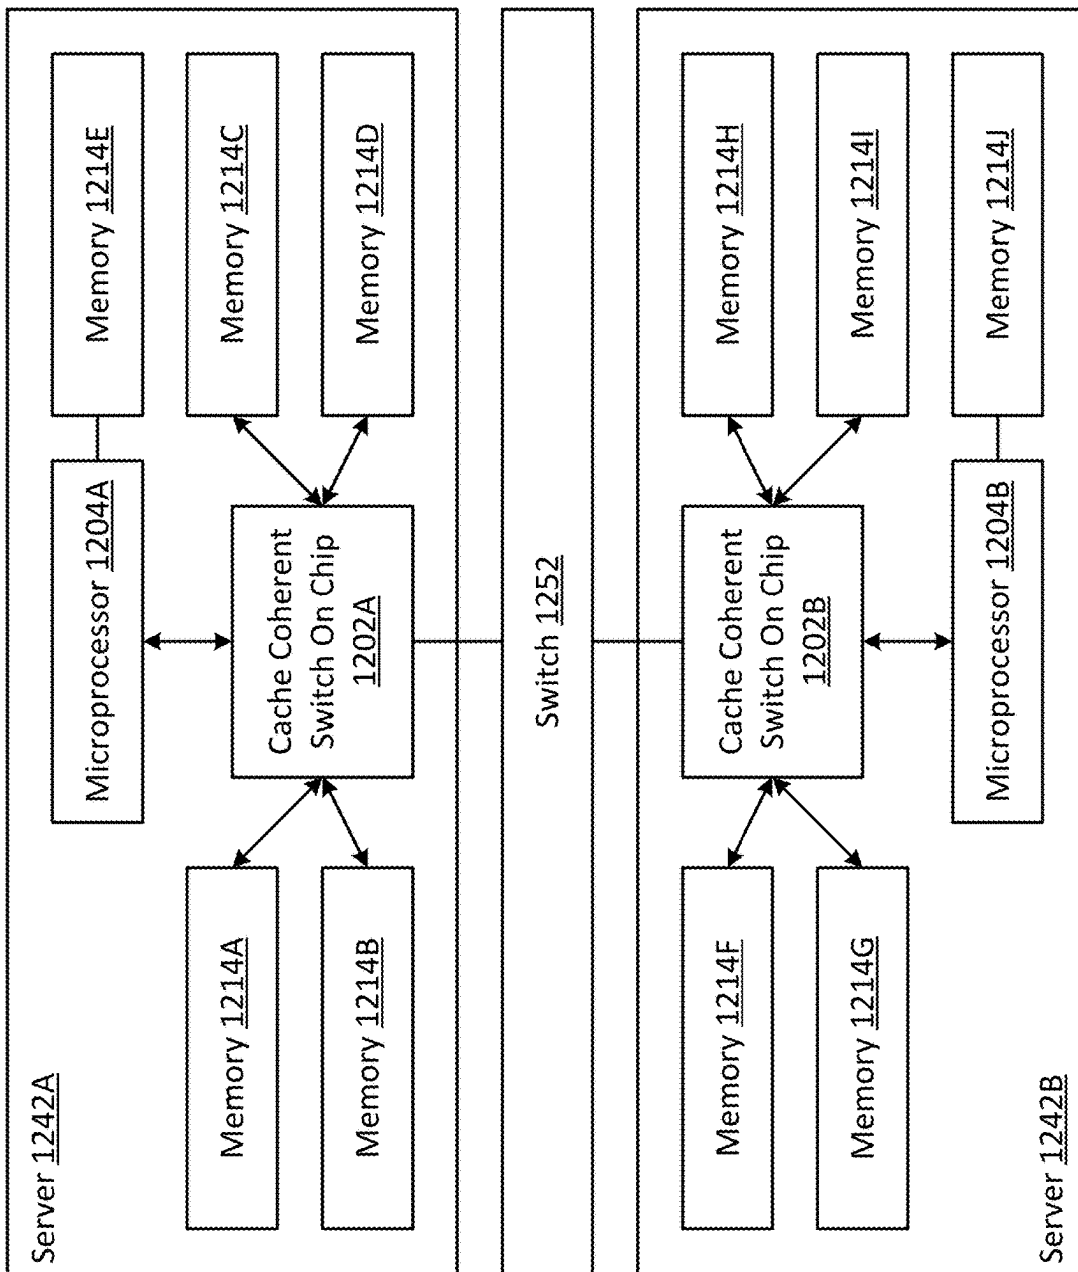 Server 1242A
Microprocessor 1204A
Memory 1214E
Memory 1214A
Memory 1214C
Memory 1214B
Memory 1214D
Cache Coherent
Switch On Chip
1202A
Switch 1252
Cache Coherent
Switch On Chip
1202B
Memory 1214F
Memory 1214H
Memory 1214G
Memory 1214I
Microprocessor 1204B
Memory 1214J
Server 1242B